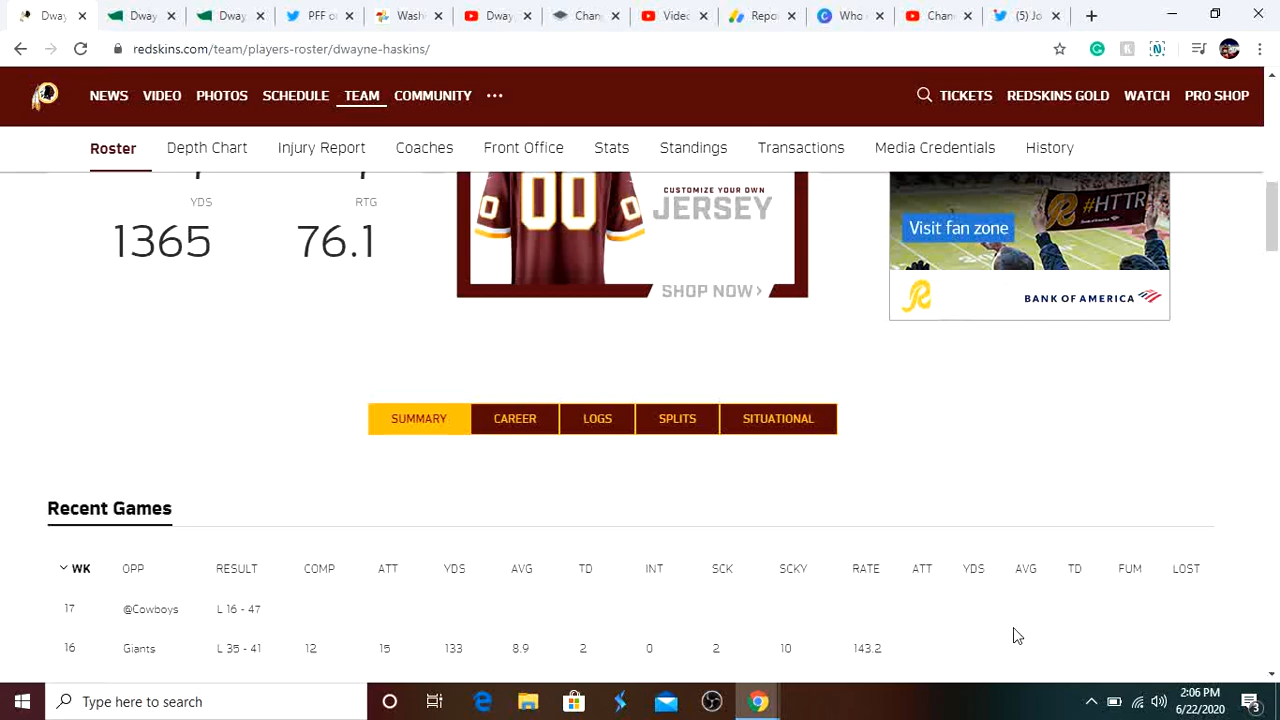 Dway
Dway
Dway
PFF or
Wash
Dway
Chang
Video
Repo
Who
Chan
(5) Jo
redskins.com/team/players-roster/dwayne-haskins/
NEWS VIDEO PHOTOS SCHEDULE TEAM COMMUNITY ••• TICKETS REDSKINS GOLD WATCH PRO SHOP
Roster Depth Chart Injury Report Coaches Front Office Stats Standings Transactions Media Credentials History
YDS RTG
1365 76.1
00
0 0
CUSTOMIZE YOUR OWN
JERSEY
SHOP NOW >
#HTTR
Visit fan zone
BANK OF AMERICA
SUMMARY CAREER LOGS SPLITS SITUATIONAL
Recent Games
WK OPP RESULT COMP ATT YDS AVG TD INT SCK SCKY RATE ATT YDS AVG TD FUM LOST
17 @Cowboys L 16 - 47
16 Giants L 35 - 41 12 15 133 8.9 2 0 2 10 143.2
Type here to search
2:06 PM
6/22/2020
3